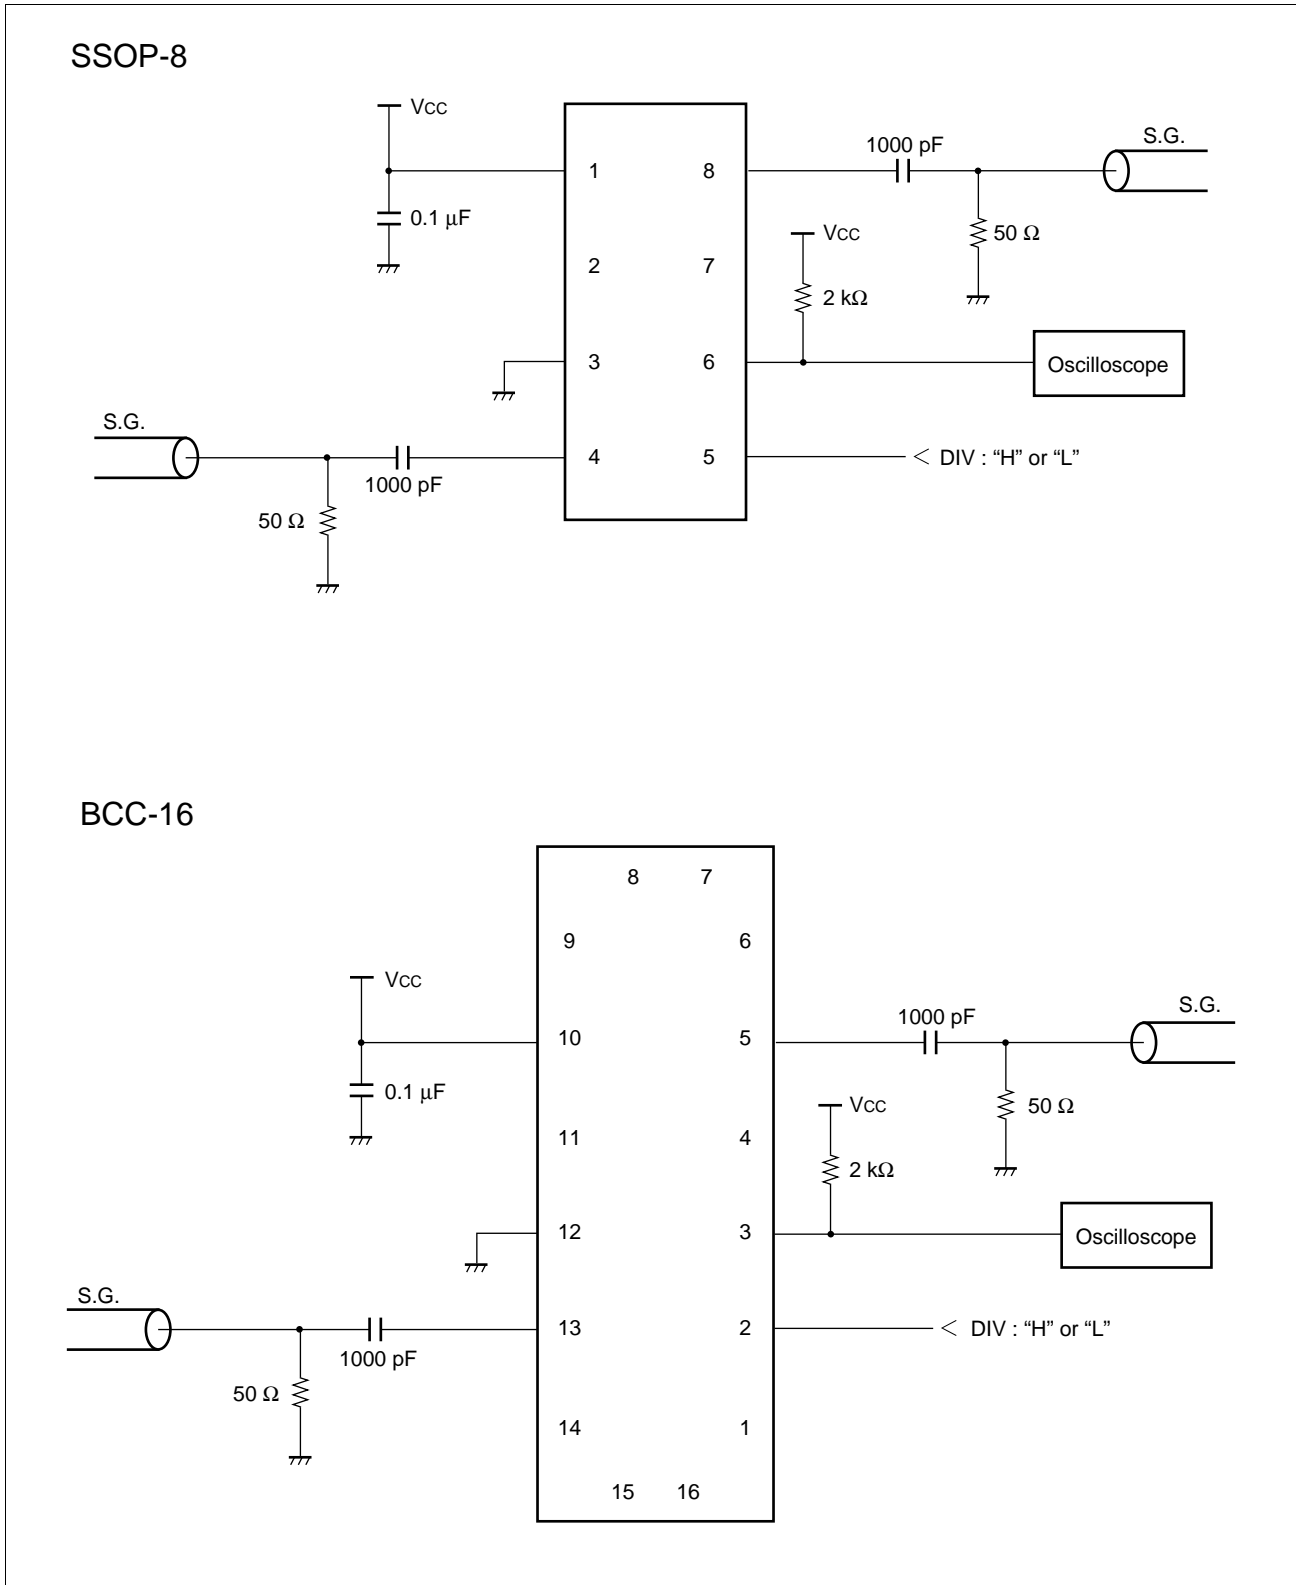 SSOP-8
VCC
1000 pF
S.G.
1
8
0.1 µF
VCC
50 Ω
2
7
2 kΩ
3
6
Oscilloscope
S.G.
4
5
DIV : “H” or “L”
1000 pF
50 Ω
BCC-16
8
7
9
6
VCC
1000 pF
S.G.
10
5
0.1 µF
VCC
50 Ω
11
4
2 kΩ
12
3
Oscilloscope
S.G.
13
2
DIV : “H” or “L”
1000 pF
50 Ω
14
1
15
16